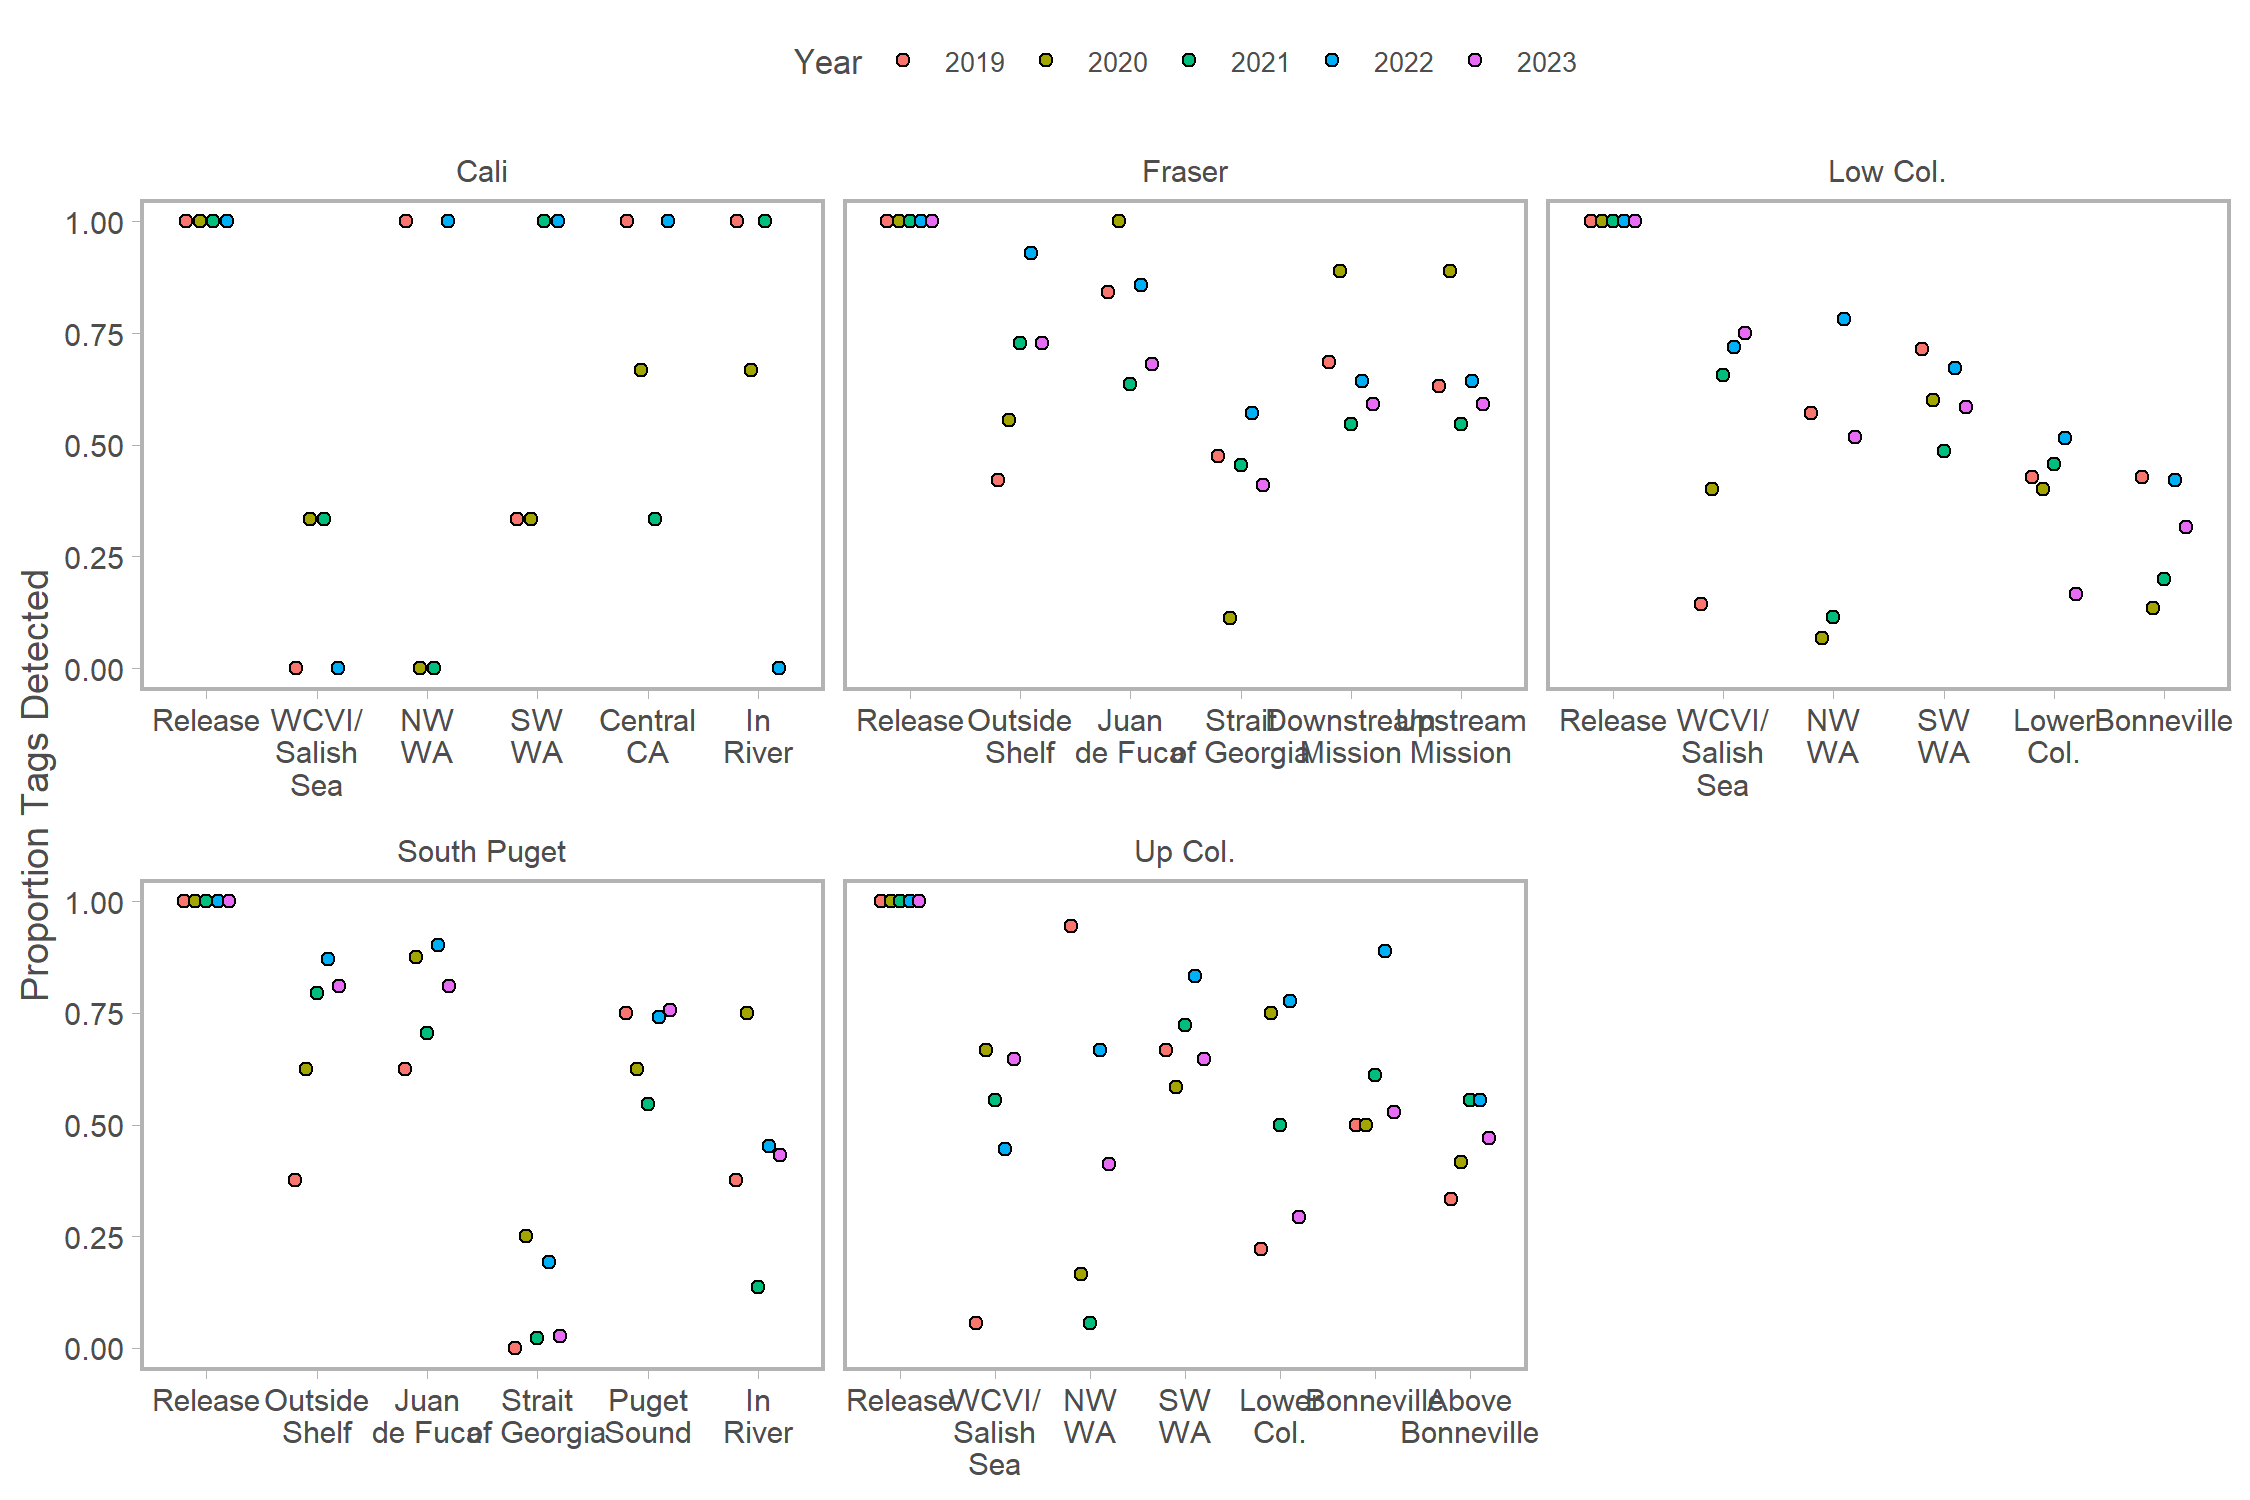 Year 2019 2020 2021 2022 2023
Cali Fraser Low Col.
Proportion Tags Detected
1.00
0.75
0.50
0.25
0.00
Release WCVI/ NW SW Central In
Salish WA WA CA River
Sea
Release Outside Juan Strait Downstream Upstream
Shelf de Fuca of Georgia Mission Mission
Release WCVI/ NW SW Lower Bonneville
Salish WA WA Col.
Sea
South Puget Up Col.
1.00
0.75
0.50
0.25
0.00
Release Outside Juan Strait Puget In
Shelf de Fuca of Georgia Sound River
Release WCVI/ NW SW Lower Bonneville Above
Salish WA WA Col. Bonneville
Sea